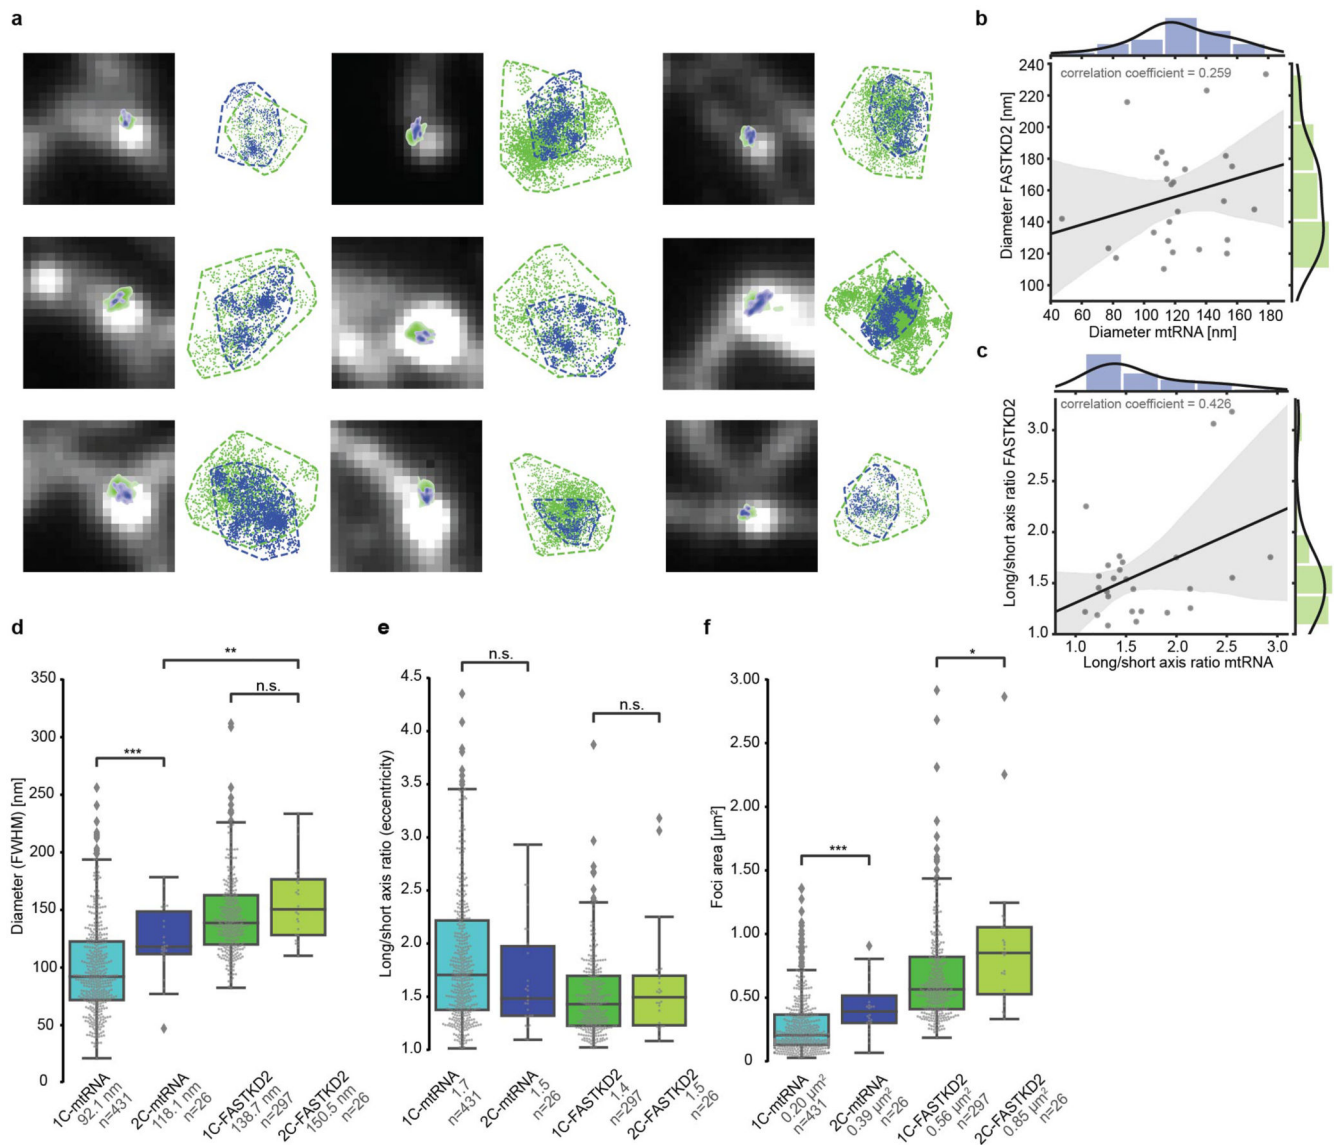 a
b
correlation coefficient = 0.259
Diameter FASTKD2 [nm]
240
220
200
180
160
140
120
100
40 60 80 100 120 140 160 180
Diameter mtRNA [nm]
c
correlation coefficient = 0.426
Long/short axis ratio FASTKD2
3.0
2.5
2.0
1.5
1.0
1.0 1.5 2.0 2.5 3.0
Long/short axis ratio mtRNA
d
**
n.s.
***
Diameter (FWHM) [nm]
350
300
250
200
150
100
50
0
1C-mtRNA
92.1 nm
n=431
2C-mtRNA
118.1 nm
n=26
1C-FASTKD2
138.7 nm
n=297
2C-FASTKD2
150.5 nm
n=26
e
n.s.
n.s.
Long/short axis ratio (eccentricity)
4.5
4.0
3.5
3.0
2.5
2.0
1.5
1.0
1C-mtRNA
1.7
n=431
2C-mtRNA
1.5
n=26
1C-FASTKD2
1.4
n=297
2C-FASTKD2
1.5
n=26
f
*
***
Foci area [µm²]
3.00
2.50
2.00
1.50
1.00
0.50
0
1C-mtRNA
0.20 µm²
n=431
2C-mtRNA
0.39 µm²
n=26
1C-FASTKD2
0.56 µm²
n=297
2C-FASTKD2
0.85 µm²
n=26